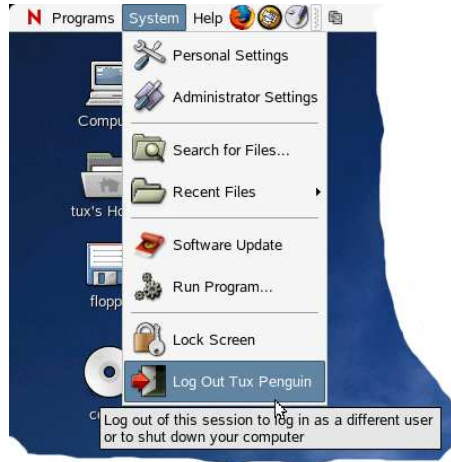 N Programs System Help
Personal Settings
Administrator Settings
Compu
Search for Files...
Recent Files
tux's Ho
Software Update
Run Program...
flopp
Lock Screen
Log Out Tux Penguin
Log out of this session to log in as a different user
or to shut down your computer